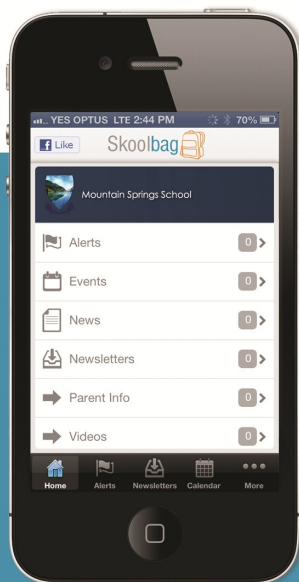 YES OPTUS LTE 2:44 PM 70%
Like Skoolbag
Mountain Springs School
Alerts 0
Events 0
News 0
Newsletters 0
Parent Info 0
Videos 0
Home Alerts Newsletters Calendar More